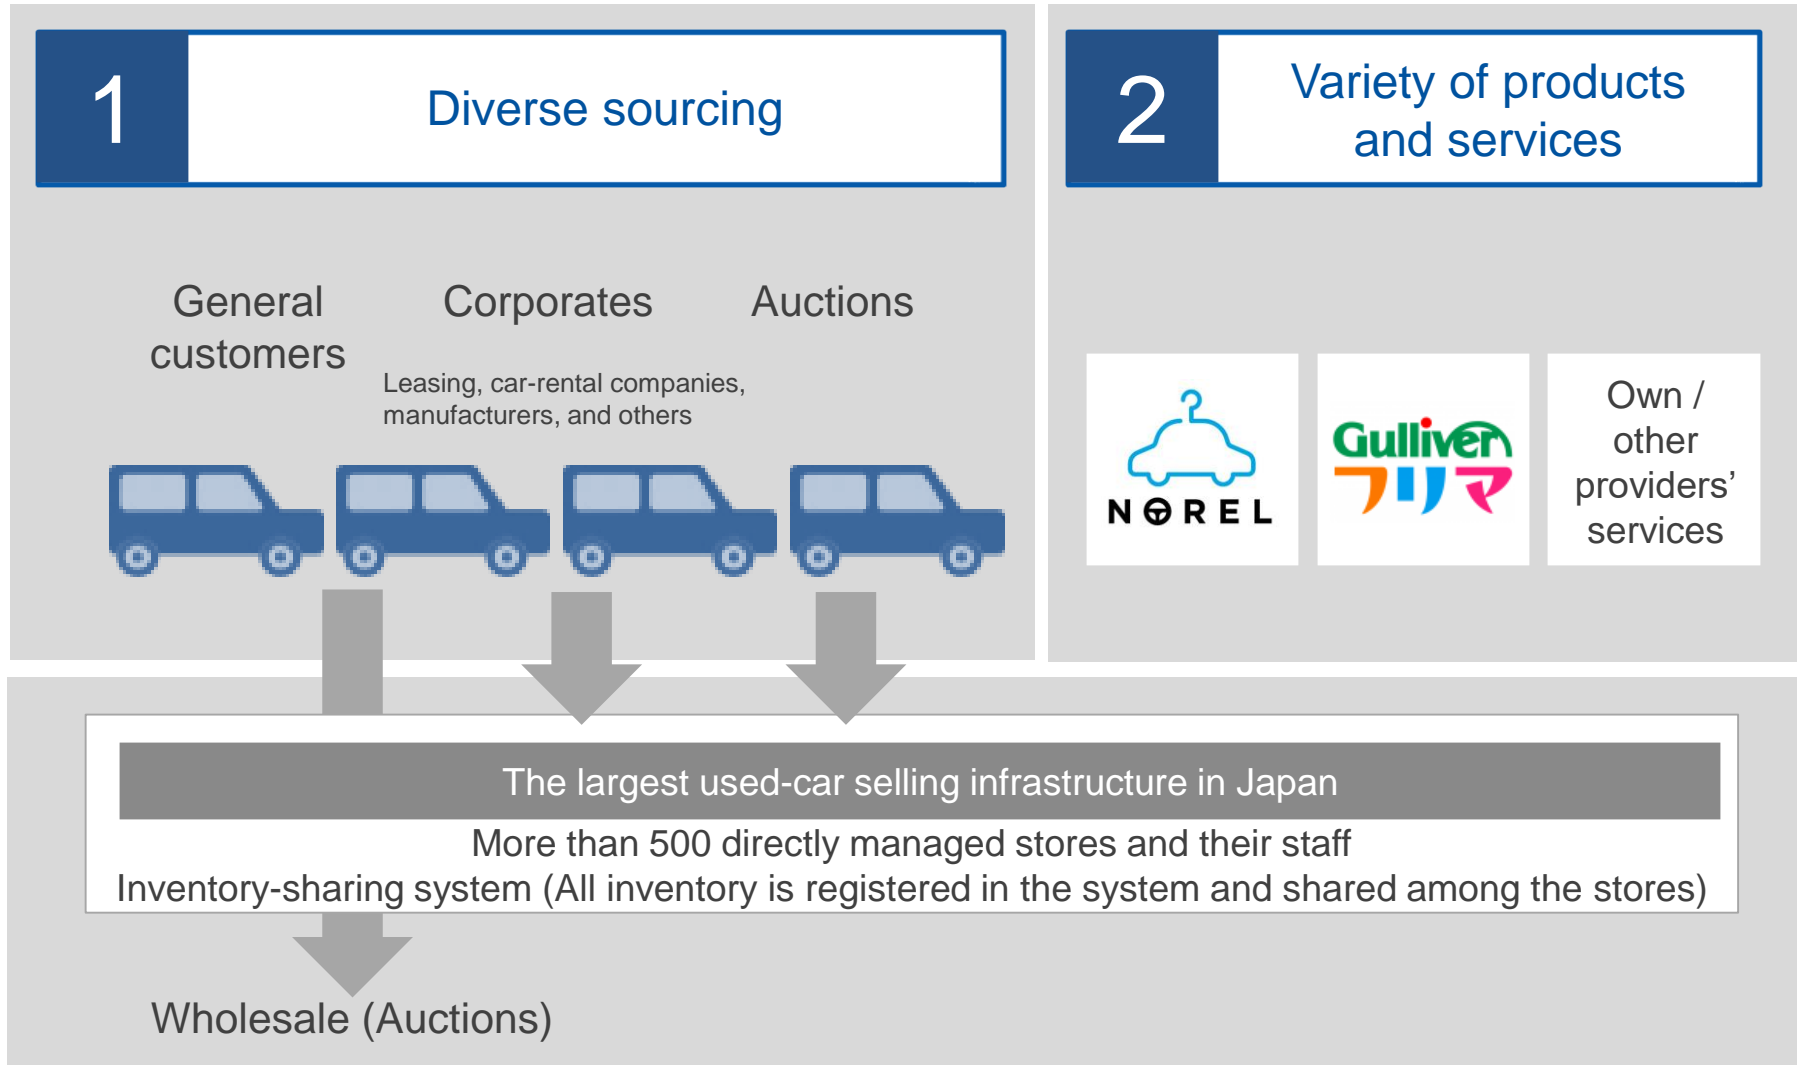 1
Diverse sourcing
2
Variety of products
and services
General
customers
Corporates
Leasing, car-rental companies,
manufacturers, and others
Auctions
NOREL
Gulliver
フリマ
Own /
other
providers’
services
The largest used-car selling infrastructure in Japan
More than 500 directly managed stores and their staff
Inventory-sharing system (All inventory is registered in the system and shared among the stores)
Wholesale (Auctions)